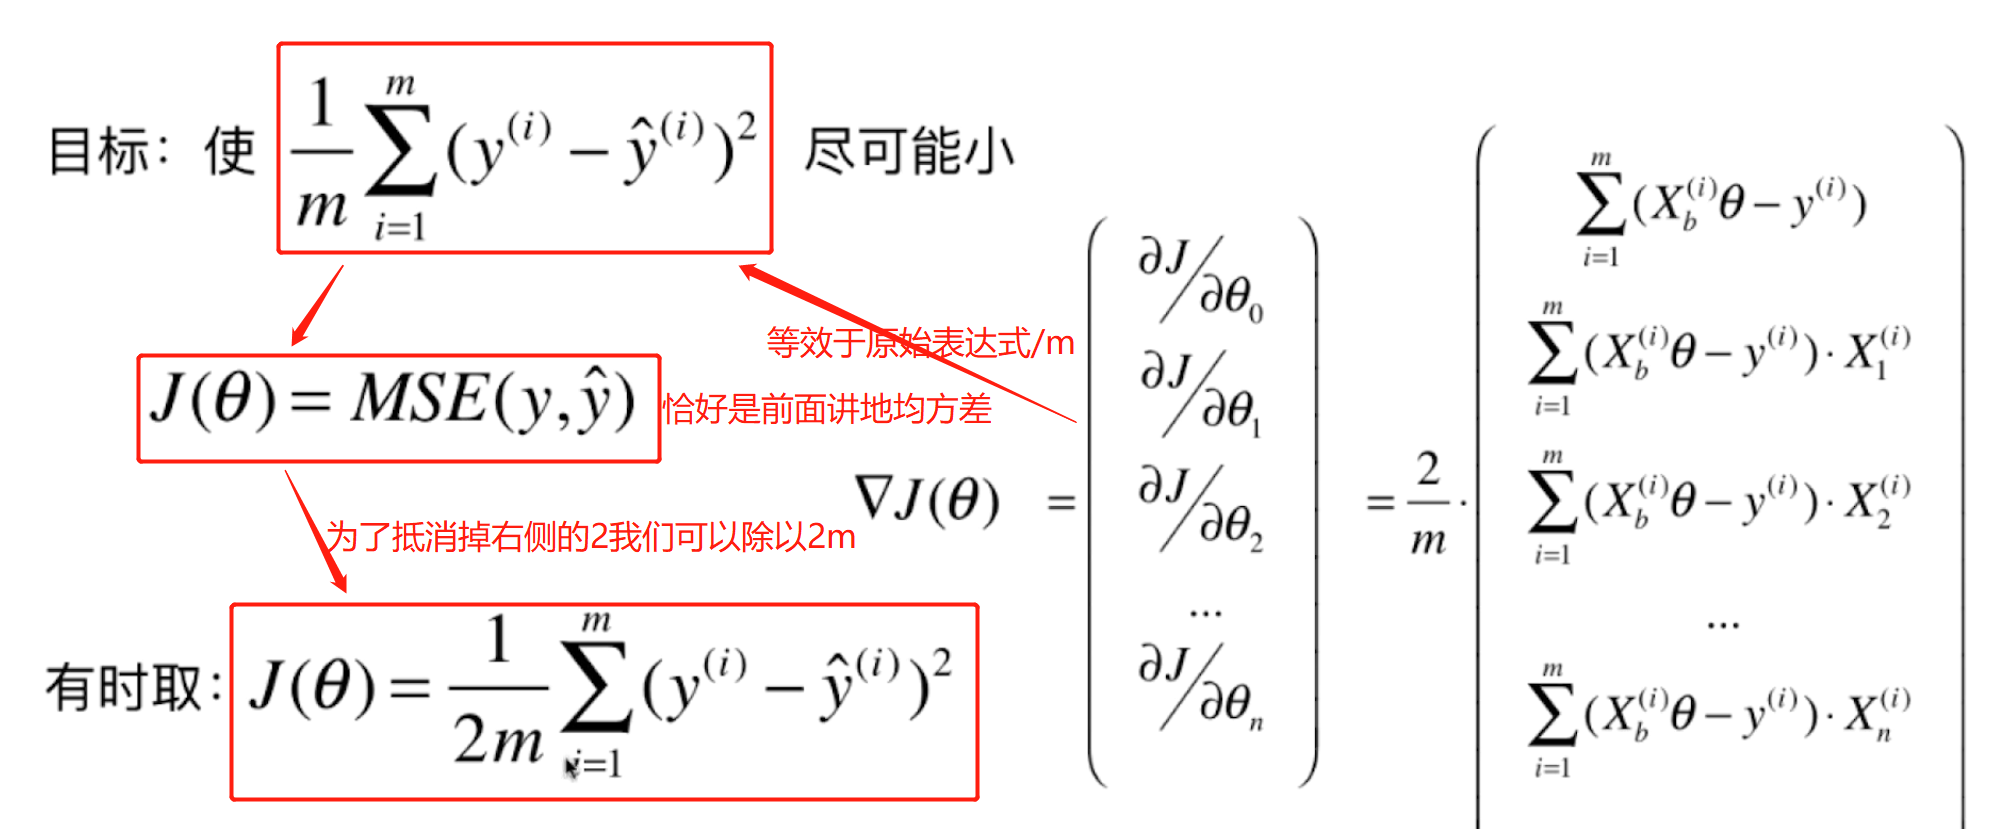 目标：使 $\frac{1}{m}\sum_{i=1}^{m}(y^{(i)}-\hat{y}^{(i)})^2$ 尽可能小
等效于原始表达式/m
$J(\theta)=MSE(y,\hat{y})$ 恰好是前面讲地均方差
为了抵消掉右侧的2我们可以除以2m
有时取：$J(\theta)=\frac{1}{2m}\sum_{i=1}^{m}(y^{(i)}-\hat{y}^{(i)})^2$
$\nabla J(\theta)=\begin{pmatrix}\partial J/\partial\theta_0\\\partial J/\partial\theta_1\\\partial J/\partial\theta_2\\...\\\partial J/\partial\theta_n\end{pmatrix}=\frac{2}{m}\cdot\begin{pmatrix}\sum_{i=1}^{m}(X_b^{(i)}\theta-y^{(i)})\\\sum_{i=1}^{m}(X_b^{(i)}\theta-y^{(i)})\cdot X_1^{(i)}\\\sum_{i=1}^{m}(X_b^{(i)}\theta-y^{(i)})\cdot X_2^{(i)}\\...\\\sum_{i=1}^{m}(X_b^{(i)}\theta-y^{(i)})\cdot X_n^{(i)}\end{pmatrix}$